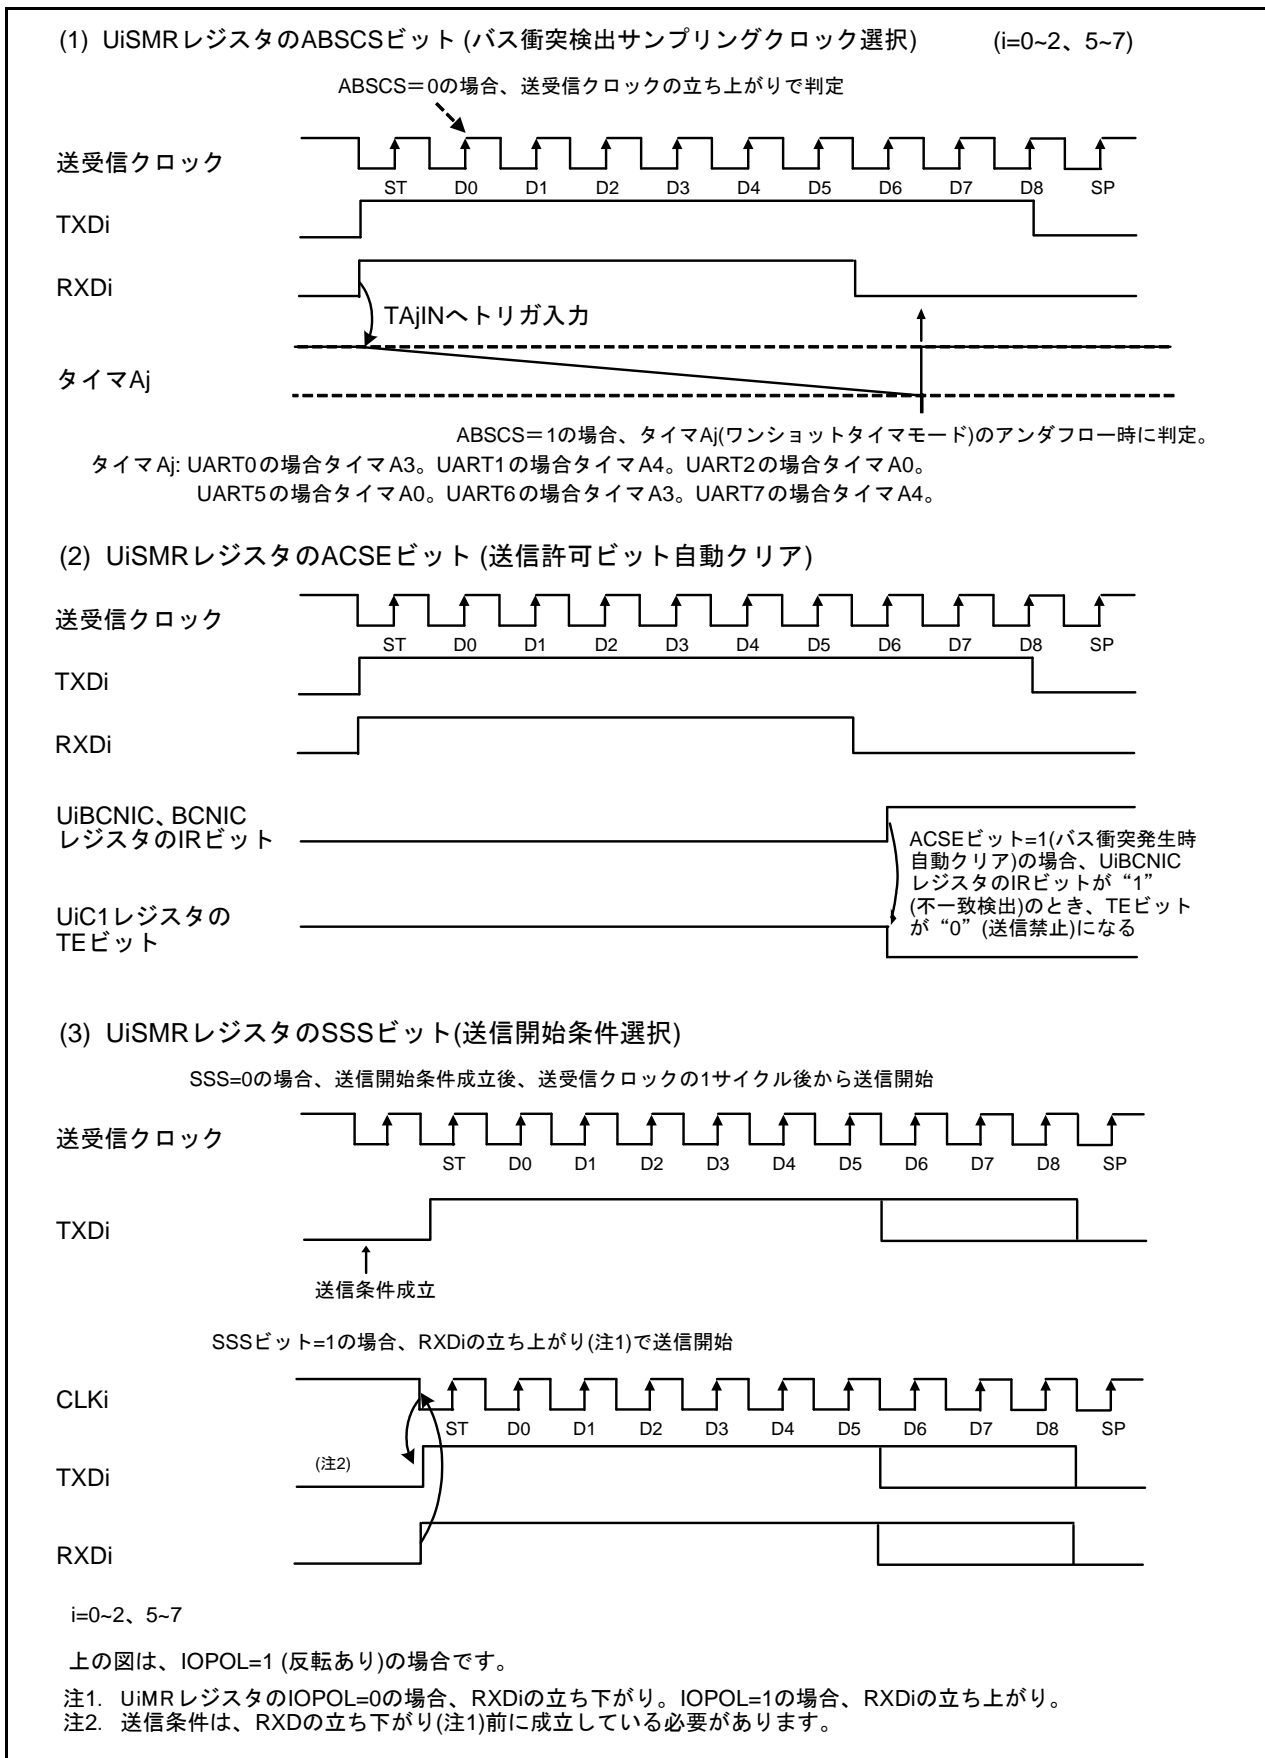 (1) UiSMRレジスタのABSCSビット (バス衝突検出サンプリングクロック選択) (i=0~2、5~7)
ABSCS=0の場合、送受信クロックの立ち上がりで判定
送受信クロック
ST D0 D1 D2 D3 D4 D5 D6 D7 D8 SP
TXDi
RXDi
TAjINへトリガ入力
タイマAj
ABSCS=1の場合、タイマAj(ワンショットタイマモード)のアンダフロー時に判定。
タイマAj: UART0の場合タイマA3。UART1の場合タイマA4。UART2の場合タイマA0。
UART5の場合タイマA0。UART6の場合タイマA3。UART7の場合タイマA4。
(2) UiSMRレジスタのACSEビット (送信許可ビット自動クリア)
送受信クロック
ST D0 D1 D2 D3 D4 D5 D6 D7 D8 SP
TXDi
RXDi
UiBCNIC、BCNIC
レジスタのIRビット
ACSEビット=1(バス衝突発生時
自動クリア)の場合、UiBCNIC
レジスタのIRビットが“1”
(不一致検出)のとき、TEビット
が“0”(送信禁止)になる
UiC1レジスタの
TEビット
(3) UiSMRレジスタのSSSビット(送信開始条件選択)
SSS=0の場合、送信開始条件成立後、送受信クロックの1サイクル後から送信開始
送受信クロック
ST D0 D1 D2 D3 D4 D5 D6 D7 D8 SP
TXDi
送信条件成立
SSSビット=1の場合、RXDiの立ち上がり(注1)で送信開始
CLKi
ST D0 D1 D2 D3 D4 D5 D6 D7 D8 SP
(注2)
TXDi
RXDi
i=0~2、5~7
上の図は、IOPOL=1 (反転あり)の場合です。
注1. UiMRレジスタのIOPOL=0の場合、RXDiの立ち下がり。IOPOL=1の場合、RXDiの立ち上がり。
注2. 送信条件は、RXDの立ち下がり(注1)前に成立している必要があります。